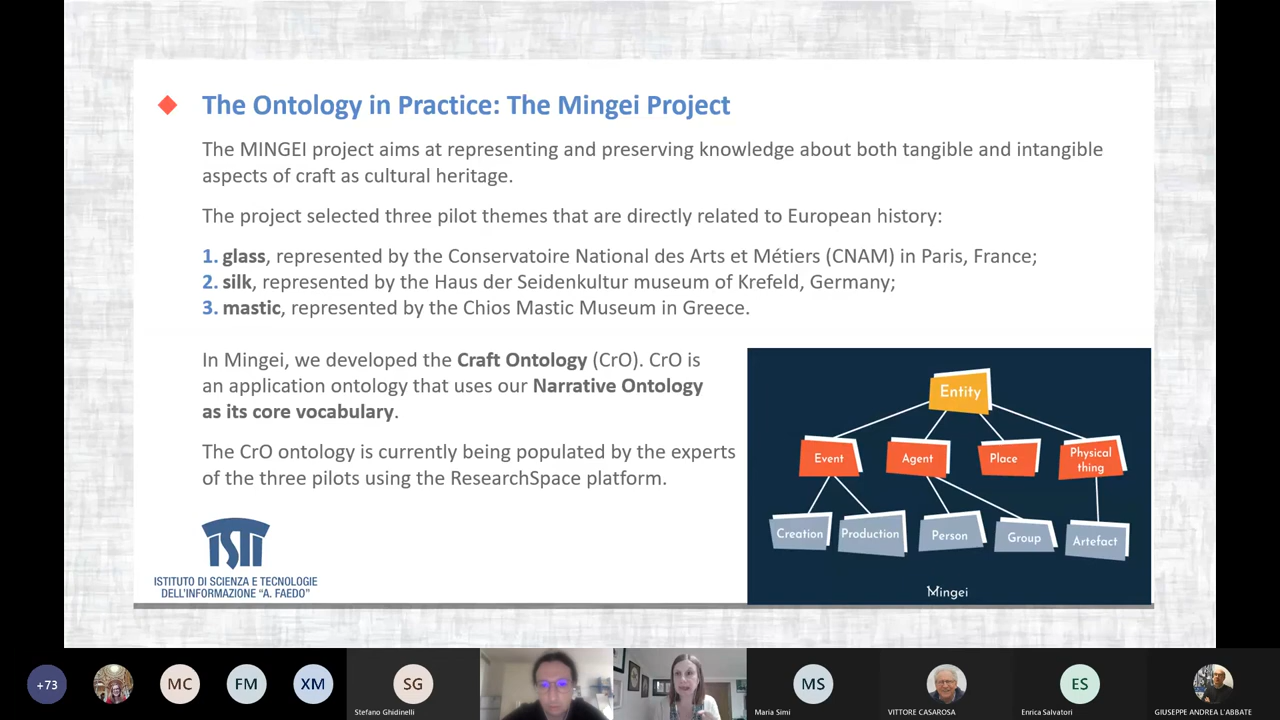 The Ontology in Practice: The Mingei Project
The MINGEI project aims at representing and preserving knowledge about both tangible and intangible
aspects of craft as cultural heritage.
The project selected three pilot themes that are directly related to European history:
1. glass, represented by the Conservatoire National des Arts et Métiers (CNAM) in Paris, France;
2. silk, represented by the Haus der Seidenkultur museum of Krefeld, Germany;
3. mastic, represented by the Chios Mastic Museum in Greece.
In Mingei, we developed the Craft Ontology (CrO). CrO is
an application ontology that uses our Narrative Ontology
as its core vocabulary.
The CrO ontology is currently being populated by the experts
of the three pilots using the ResearchSpace platform.
Entity
Event
Agent
Place
Physical
thing
Creation
Production
Person
Group
Artefact
Mingei
ISTI
ISTITUTO DI SCIENZA E TECNOLOGIE
DELL'INFORMAZIONE "A. FAEDO"
+73
MC
FM
XM
SG
MS
ES
Stefano Ghidinelli
Maria Simi
VITTORE CASAROSA
Enrica Salvatori
GIUSEPPE ANDREA L'ABBATE